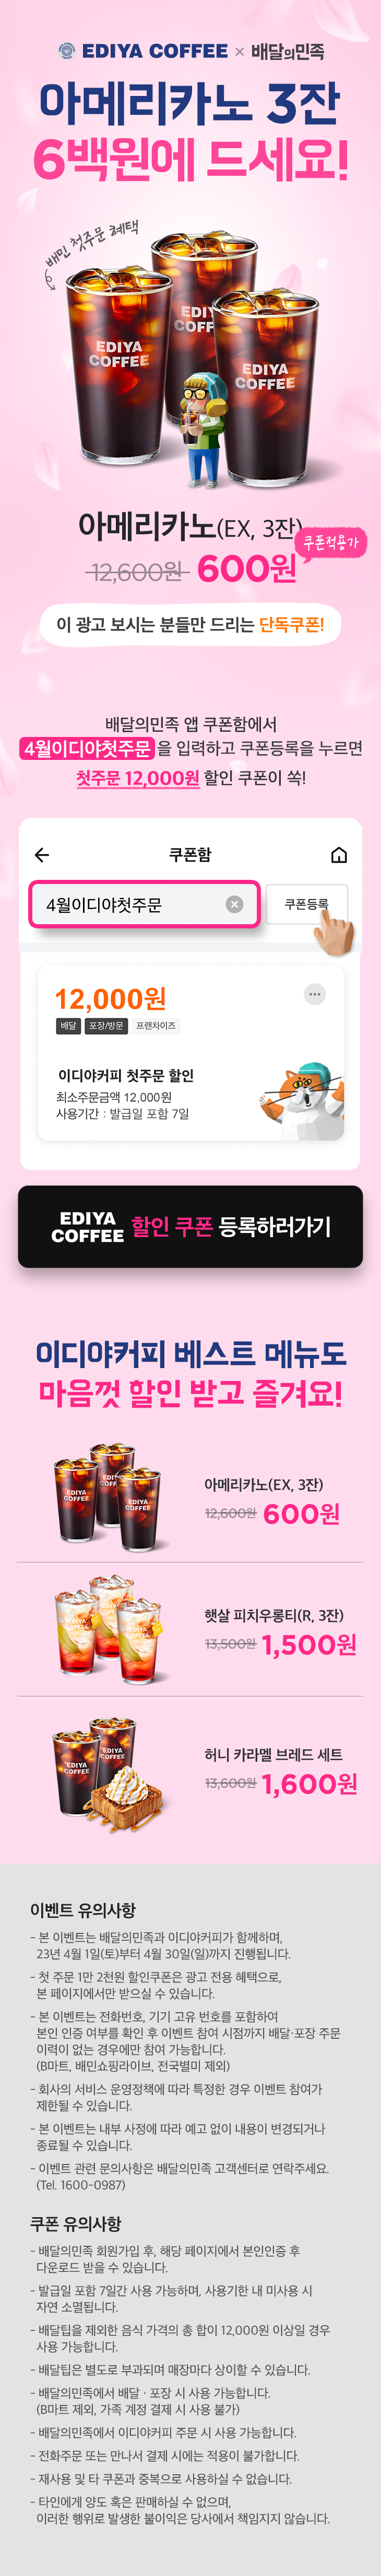 EDIYA COFFEE × 배달의민족
아메리카노 3잔
6백원에 드세요!
배민 첫주문 혜택
EDIYA
COFFEE
EDI
COFF
EDIYA
COFFEE
아메리카노(EX, 3잔)
쿠폰적용가
12,600원 600원
이 광고 보시는 분들만 드리는 단독쿠폰!
배달의민족 앱 쿠폰함에서
4월이디야첫주문 을 입력하고 쿠폰등록을 누르면
첫주문 12,000원 할인 쿠폰이 쏙!
쿠폰함
4월이디야첫주문
쿠폰등록
12,000원
배달 포장/방문 프랜차이즈
이디야커피 첫주문 할인
최소주문금액 12,000원
사용기간 : 발급일 포함 7일
EDIYA
COFFEE 할인 쿠폰 등록하러가기
이디야커피 베스트 메뉴도
마음껏 할인 받고 즐겨요!
EDIYA
COFFEE
EDI
COFF
EDIYA
COFFEE
아메리카노(EX, 3잔)
12,600원 600원
햇살 피치우롱티(R, 3잔)
13,500원 1,500원
EDIYA
COFFEE
EDIYA
COFFEE
허니 카라멜 브레드 세트
13,600원 1,600원
이벤트 유의사항
- 본 이벤트는 배달의민족과 이디야커피가 함께하며,
23년 4월 1일(토)부터 4월 30일(일)까지 진행됩니다.
- 첫 주문 1만 2천원 할인쿠폰은 광고 전용 혜택으로,
본 페이지에서만 받으실 수 있습니다.
- 본 이벤트는 전화번호, 기기 고유 번호를 포함하여
본인 인증 여부를 확인 후 이벤트 참여 시점까지 배달·포장 주문
이력이 없는 경우에만 참여 가능합니다.
(B마트, 배민쇼핑라이브, 전국별미 제외)
- 회사의 서비스 운영정책에 따라 특정한 경우 이벤트 참여가
제한될 수 있습니다.
- 본 이벤트는 내부 사정에 따라 예고 없이 내용이 변경되거나
종료될 수 있습니다.
- 이벤트 관련 문의사항은 배달의민족 고객센터로 연락주세요.
(Tel. 1600-0987)
쿠폰 유의사항
- 배달의민족 회원가입 후, 해당 페이지에서 본인인증 후
다운로드 받을 수 있습니다.
- 발급일 포함 7일간 사용 가능하며, 사용기한 내 미사용 시
자연 소멸됩니다.
- 배달팁을 제외한 음식 가격의 총 합이 12,000원 이상일 경우
사용 가능합니다.
- 배달팁은 별도로 부과되며 매장마다 상이할 수 있습니다.
- 배달의민족에서 배달 · 포장 시 사용 가능합니다.
(B마트 제외, 가족 계정 결제 시 사용 불가)
- 배달의민족에서 이디야커피 주문 시 사용 가능합니다.
- 전화주문 또는 만나서 결제 시에는 적용이 불가합니다.
- 재사용 및 타 쿠폰과 중복으로 사용하실 수 없습니다.
- 타인에게 양도 혹은 판매하실 수 없으며,
이러한 행위로 발생한 불이익은 당사에서 책임지지 않습니다.